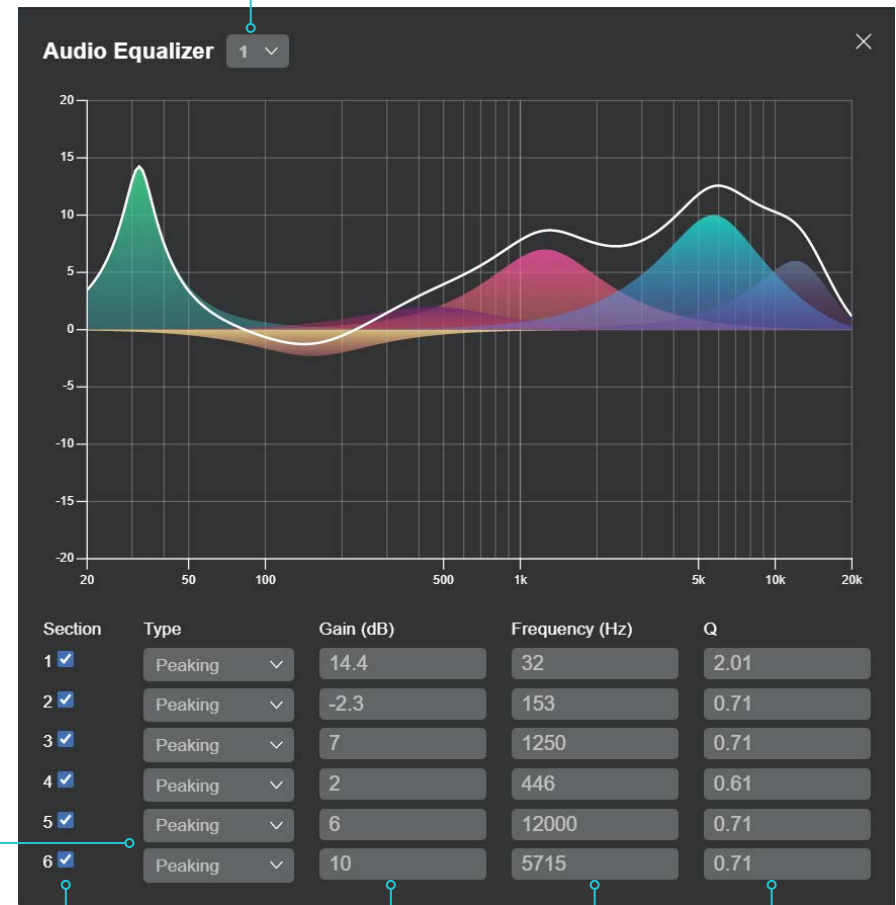 Audio Equalizer 1
20
15
10
5
0
-5
-10
-15
-20
20 50 100 500 1k 5k 10k 20k
Section Type Gain (dB) Frequency (Hz) Q
1 Peaking 14.4 32 2.01
2 Peaking -2.3 153 0.71
3 Peaking 7 1250 0.71
4 Peaking 2 446 0.61
5 Peaking 6 12000 0.71
6 Peaking 10 5715 0.71